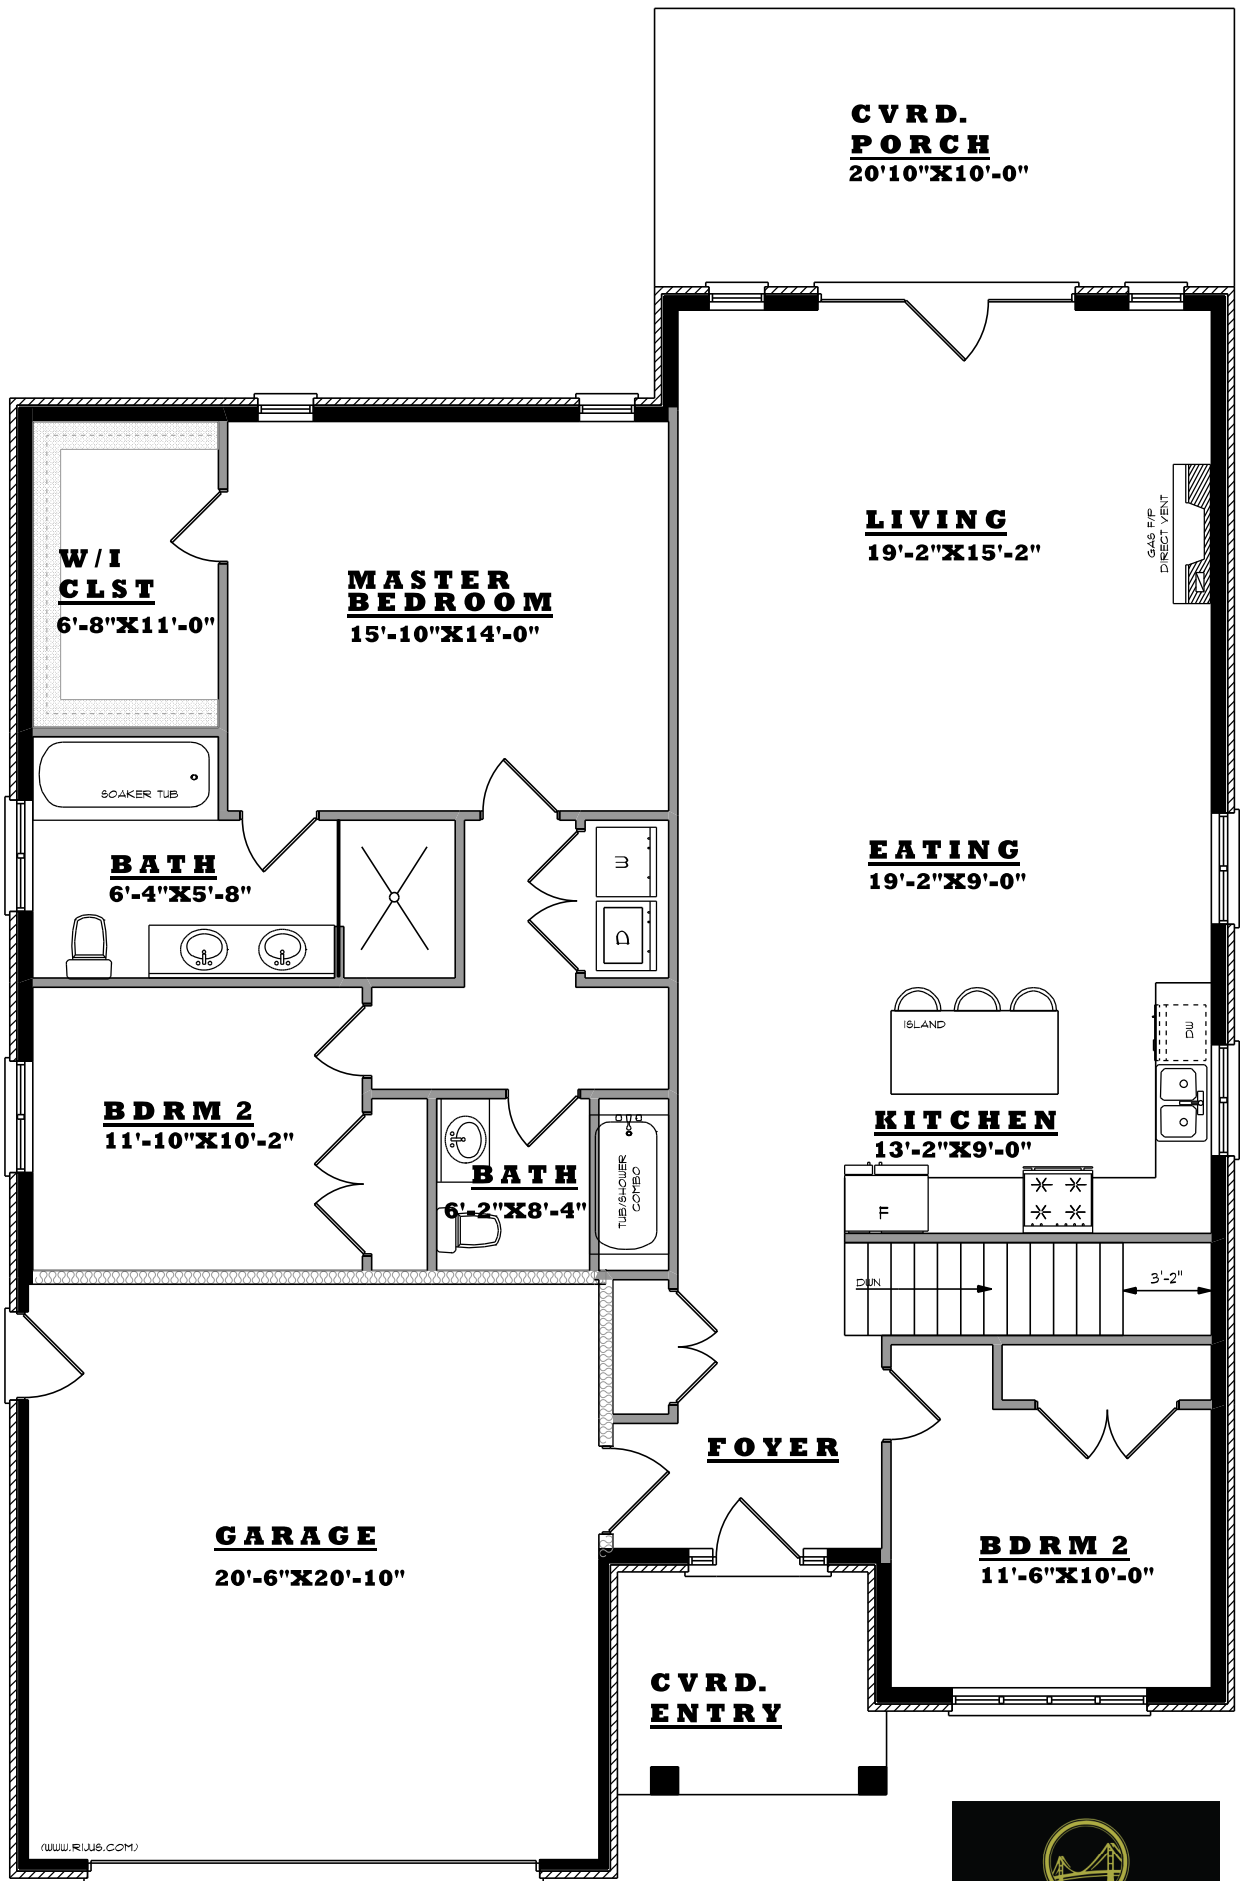 CVRD.
PORCH
20'10"X10'-0"
LIVING
19'-2"X15'-2"
GAS F/P
DIRECT VENT
W/I
CLST
6'-8"X11'-0"
MASTER
BEDROOM
15'-10"X14'-0"
SOAKER TUB
BATH
6'-4"X5'-8"
W
D
EATING
19'-2"X9'-0"
ISLAND
DW
KITCHEN
13'-2"X9'-0"
F
BDRM 2
11'-10"X10'-2"
BATH
6'-2"X8'-4"
TUB/SHOWER
COMBO
DWN
3'-2"
FOYER
GARAGE
20'-6"X20'-10"
BDRM 2
11'-6"X10'-0"
CVRD.
ENTRY
(WWW.RIJUS.COM)